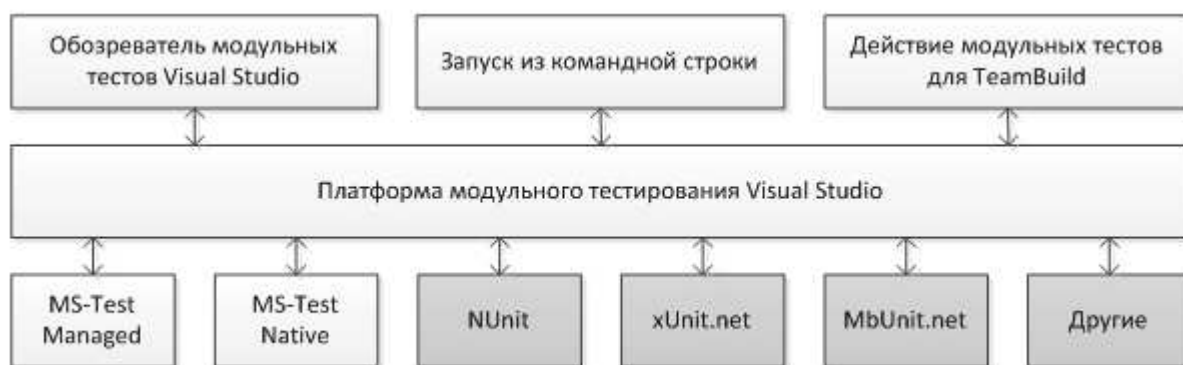 Обозреватель модульных
тестов Visual Studio
Запуск из командной строки
Действие модульных тестов
для TeamBuild
Платформа модульного тестирования Visual Studio
MS-Test
Managed
MS-Test
Native
NUnit
xUnit.net
MbUnit.net
Другие